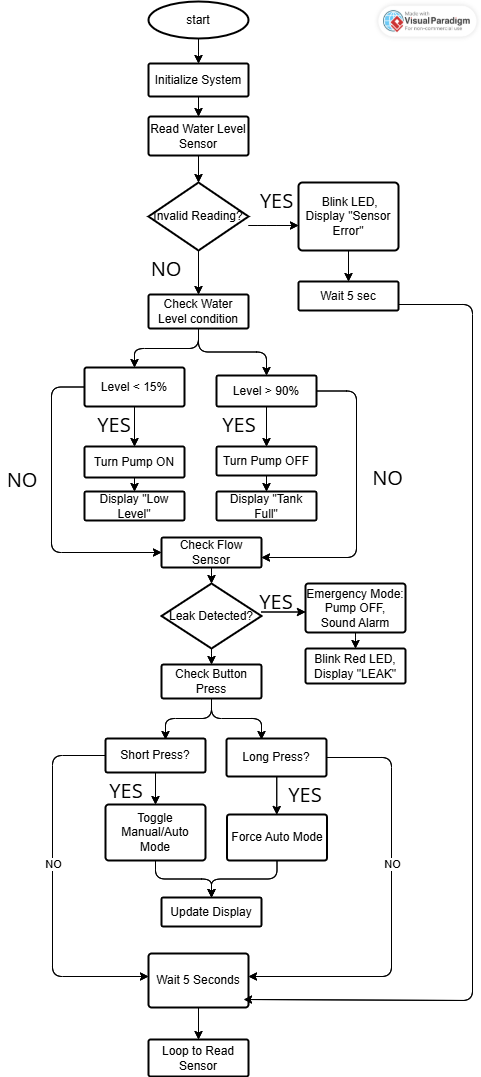 start
Made with
VisualParadigm
For non-commercial use
Initialize System
Read Water Level
Sensor
Invalid Reading?
YES
Blink LED,
Display "Sensor
Error"
NO
Wait 5 sec
Check Water
Level condition
Level < 15%
Level > 90%
YES
YES
Turn Pump ON
Turn Pump OFF
NO
NO
Display "Low
Level"
Display "Tank
Full"
Check Flow
Sensor
Leak Detected?
YES
Emergency Mode:
Pump OFF,
Sound Alarm
Blink Red LED,
Display "LEAK"
Check Button
Press
Short Press?
Long Press?
YES
YES
Toggle
Manual/Auto
Mode
Force Auto Mode
NO
NO
Update Display
Wait 5 Seconds
Loop to Read
Sensor